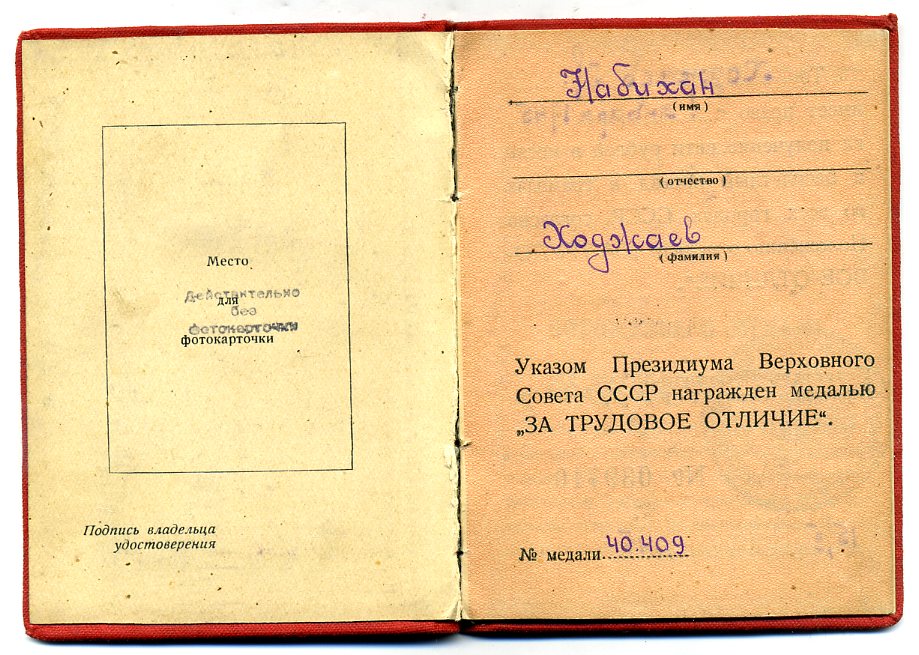 Место
для
фотокарточки
Действительно
без
фотокарточки
Подпись владельца
удостоверения
Набихан
(имя)
(отчество)
Ходжаев
(фамилия)
Указом Президиума Верховного
Совета СССР награжден медалью
„ЗА ТРУДОВОЕ ОТЛИЧИЕ“.
№ медали 40.409